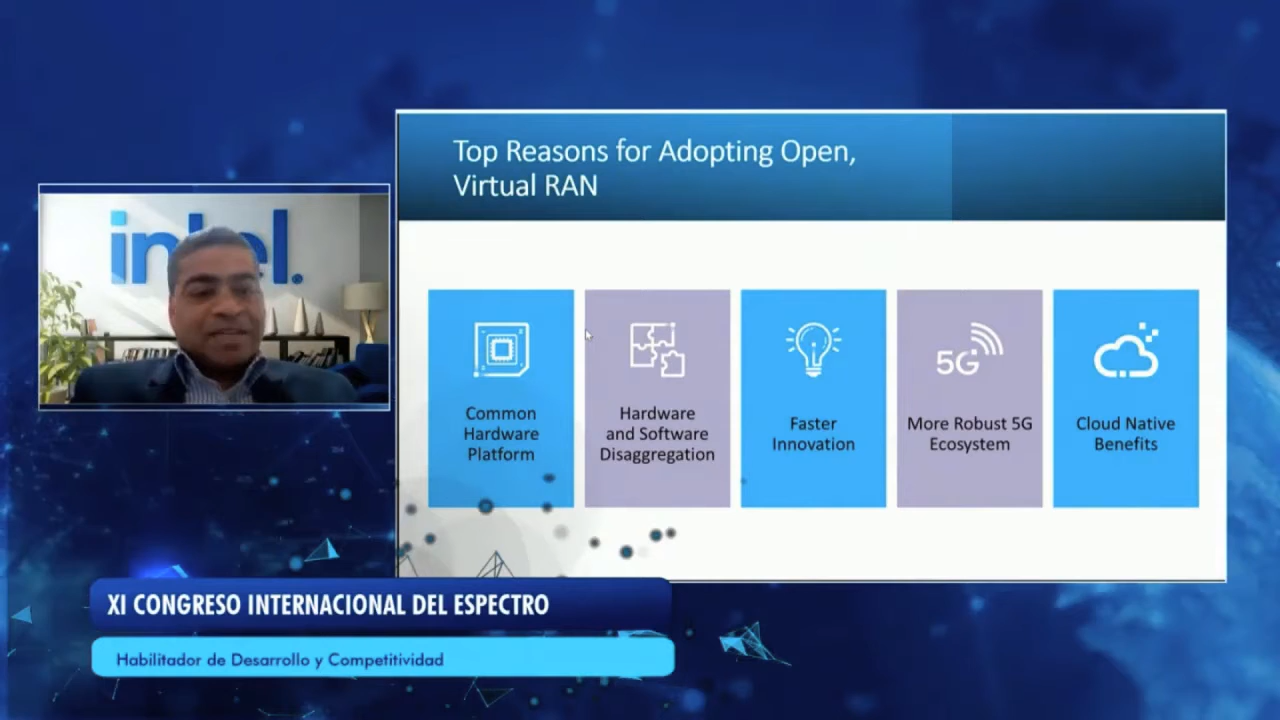 Top Reasons for Adopting Open,
Virtual RAN
intel.
Common
Hardware
Platform
Hardware
and Software
Disaggregation
Faster
Innovation
5G
More Robust 5G
Ecosystem
Cloud Native
Benefits
XI CONGRESO INTERNACIONAL DEL ESPECTRO
Habilitador de Desarrollo y Competitividad